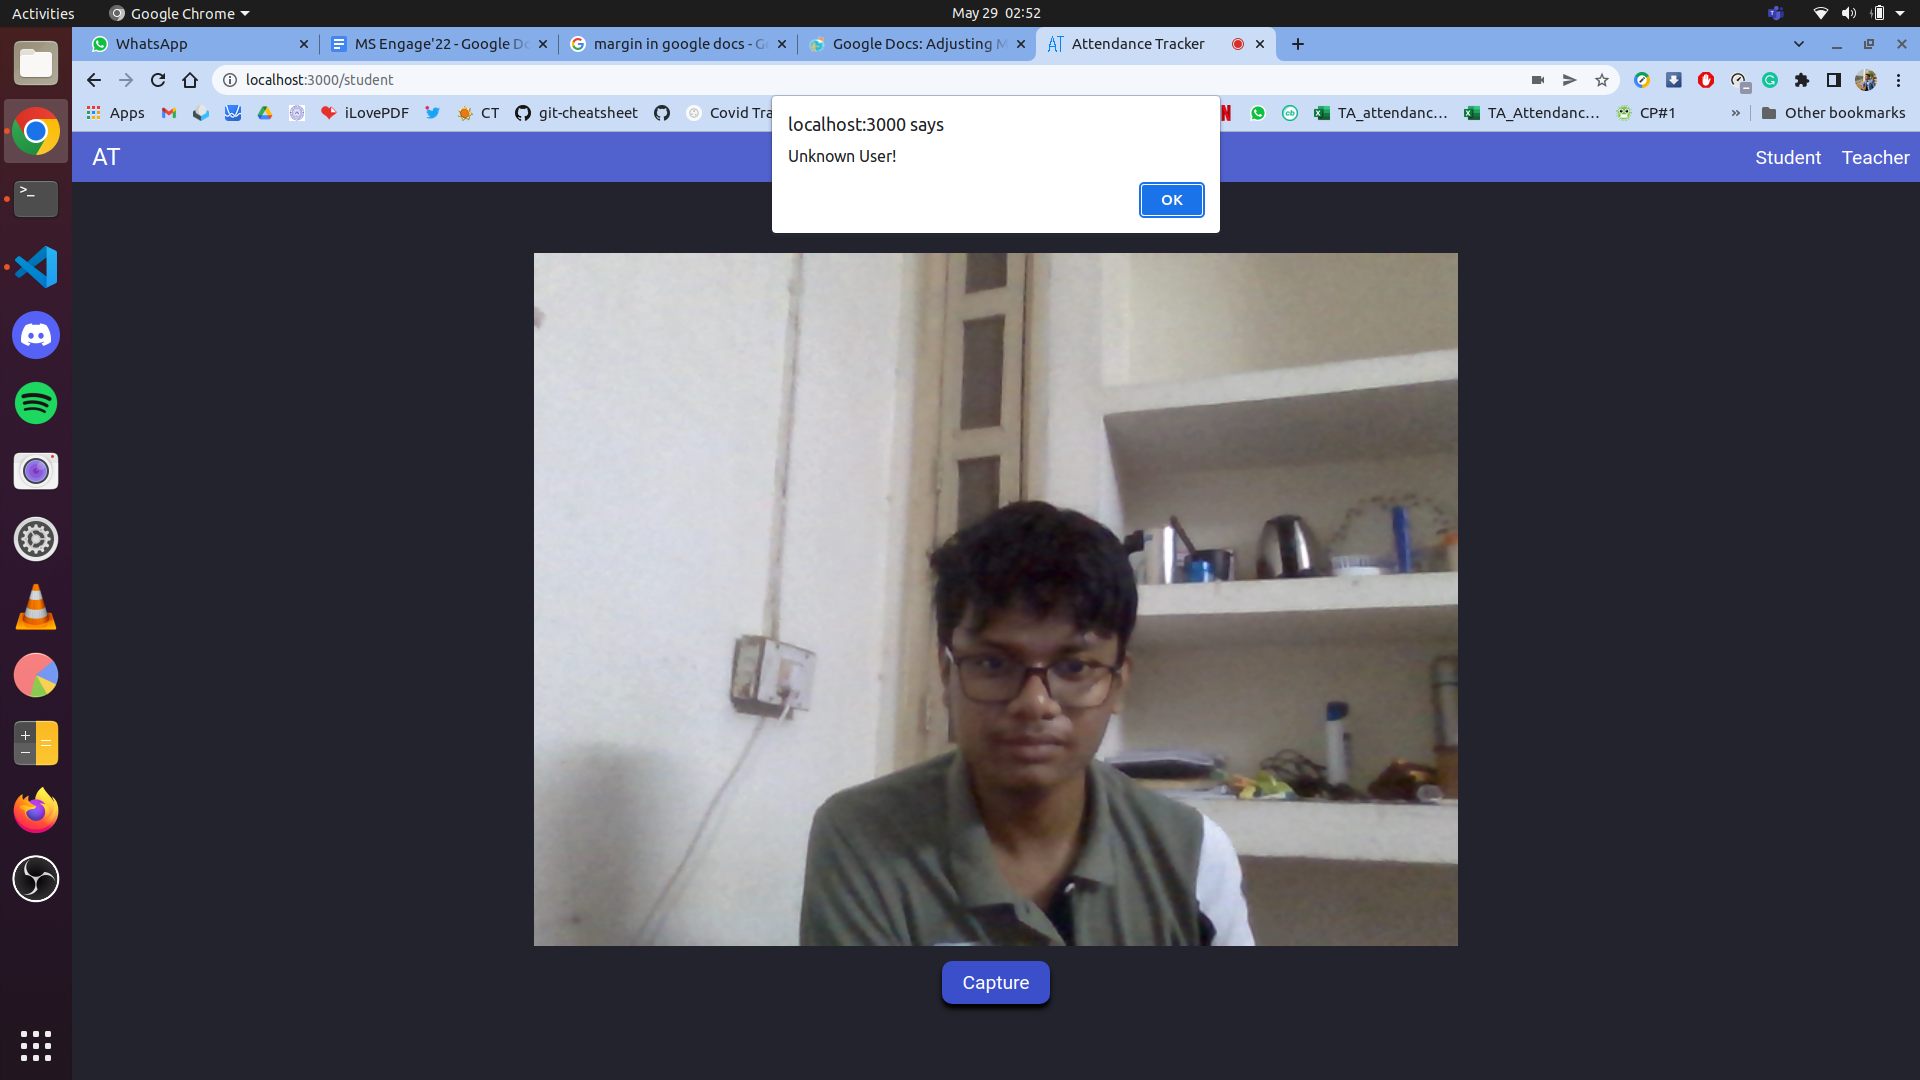 Activities Google Chrome May 29 02:52
WhatsApp MS Engage'22 - Google Do margin in google docs - Go Google Docs: Adjusting M AT Attendance Tracker
localhost:3000/student
Apps iLovePDF CT git-cheatsheet Covid Tra TA_attendanc... TA_Attendanc... CP#1 » Other bookmarks
localhost:3000 says
Unknown User!
OK
AT Student Teacher
Capture